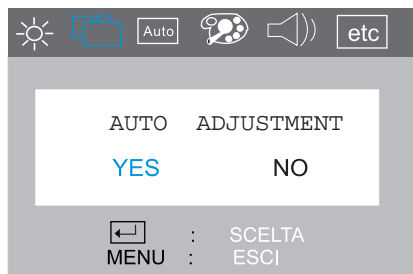 Auto etc
AUTO ADJUSTMENT
YES NO
: SCELTA
MENU : ESCI